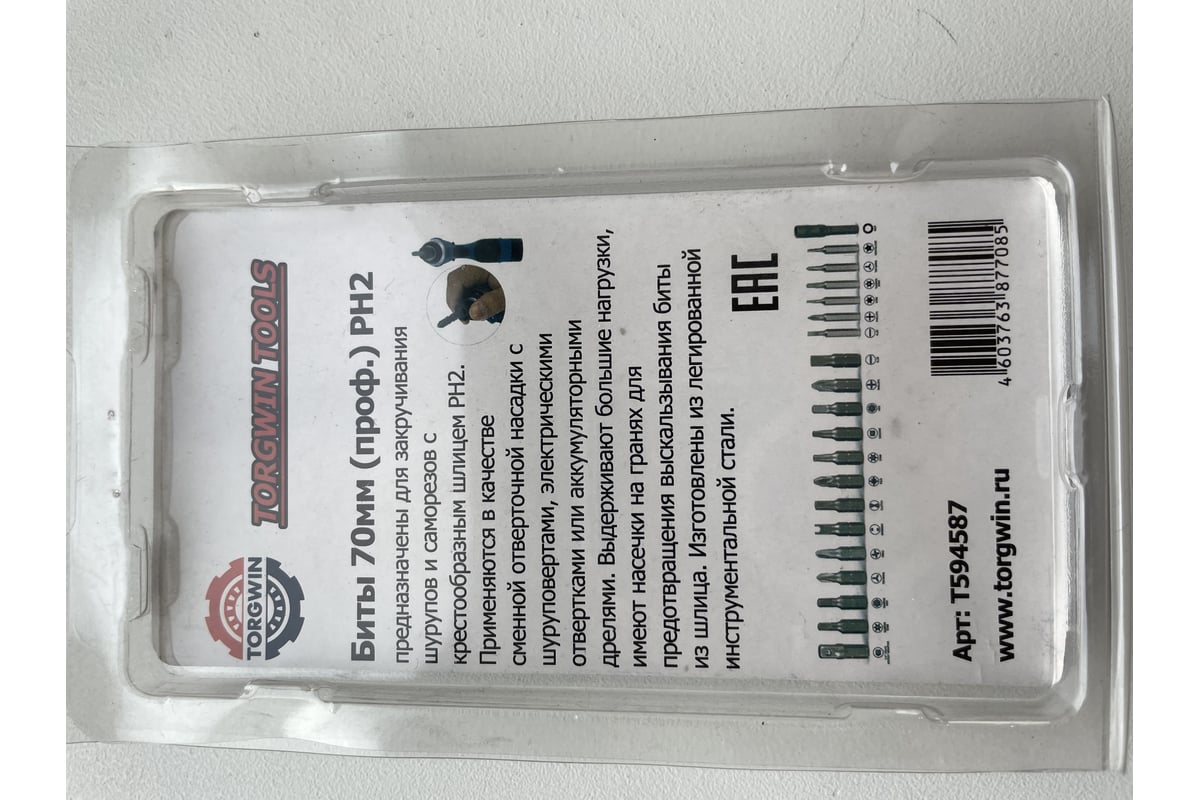 TORGWIN
TORGWIN TOOLS
Биты 70мм (проф.) PH2
предназначены для закручивания
шурупов и саморезов с
крестообразным шлицем PH2.
Применяются в качестве
сменной отверточной насадки с
шуруповертами, электрическими
отвертками или аккумуляторными
дрелями. Выдерживают большие нагрузки,
имеют насечки на гранях для
предотвращения выскальзывания биты
из шлица. Изготовлены из легированной
инструментальной стали.
EAC
Арт: T594587
www.torgwin.ru
4 603763 877085